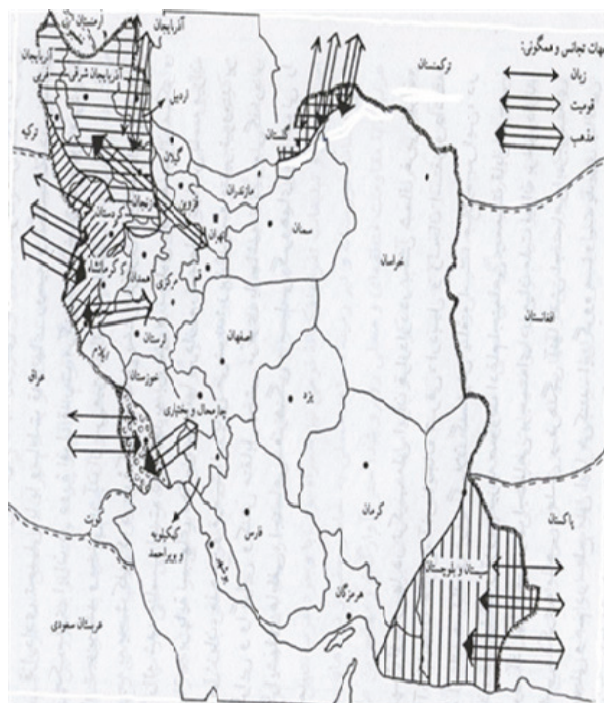 جهات تجانس و همگونی:
زبان
قومیت
مذهب
ارمنستان
آذربایجان
ترکمنستان
آذربایجان غربی
آذربایجان شرقی
اردبیل
ترکیه
گیلان
گلستان
مازندران
زنجان
قزوین
تهران
سمنان
خراسان
کردستان
کرمانشاه
همدان
مرکزی
قم
افغانستان
عراق
ایلام
لرستان
اصفهان
خوزستان
چهارمحال و بختیاری
یزد
کویت
کهکیلویه
و بویراحمد
فارس
کرمان
پاکستان
سیستان و بلوچستان
هرمزگان
عربستان سعودی